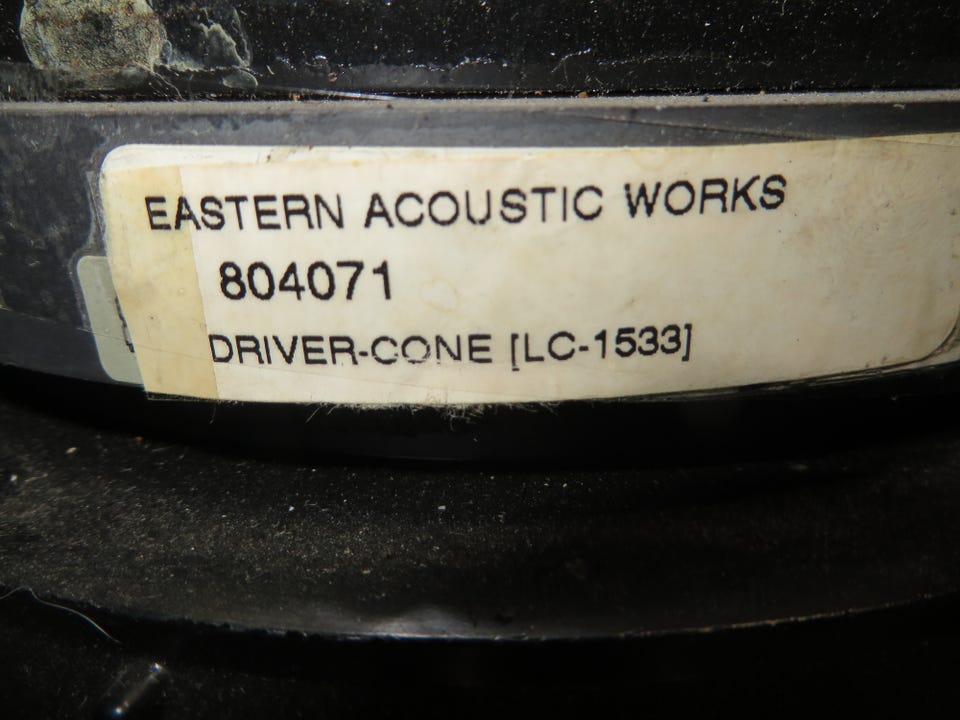 EASTERN ACOUSTIC WORKS
804071
DRIVER-CONE [LC-1533]